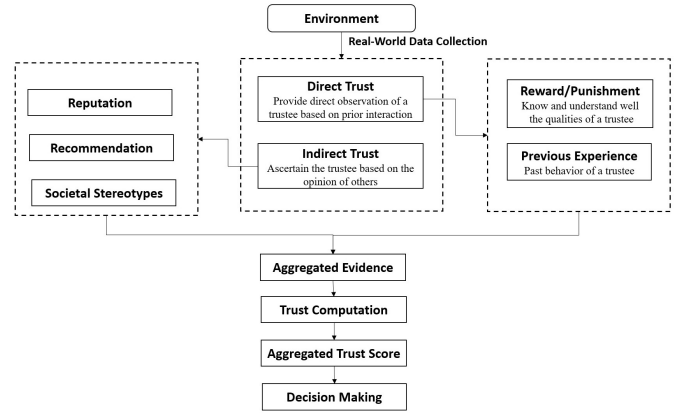 Environment
Real-World Data Collection
Reputation
Recommendation
Societal Stereotypes
Direct Trust
Provide direct observation of a
trustee based on prior interaction
Indirect Trust
Ascertain the trustee based on the
opinion of others
Reward/Punishment
Know and understand well
the qualities of a trustee
Previous Experience
Past behavior of a trustee
Aggregated Evidence
Trust Computation
Aggregated Trust Score
Decision Making